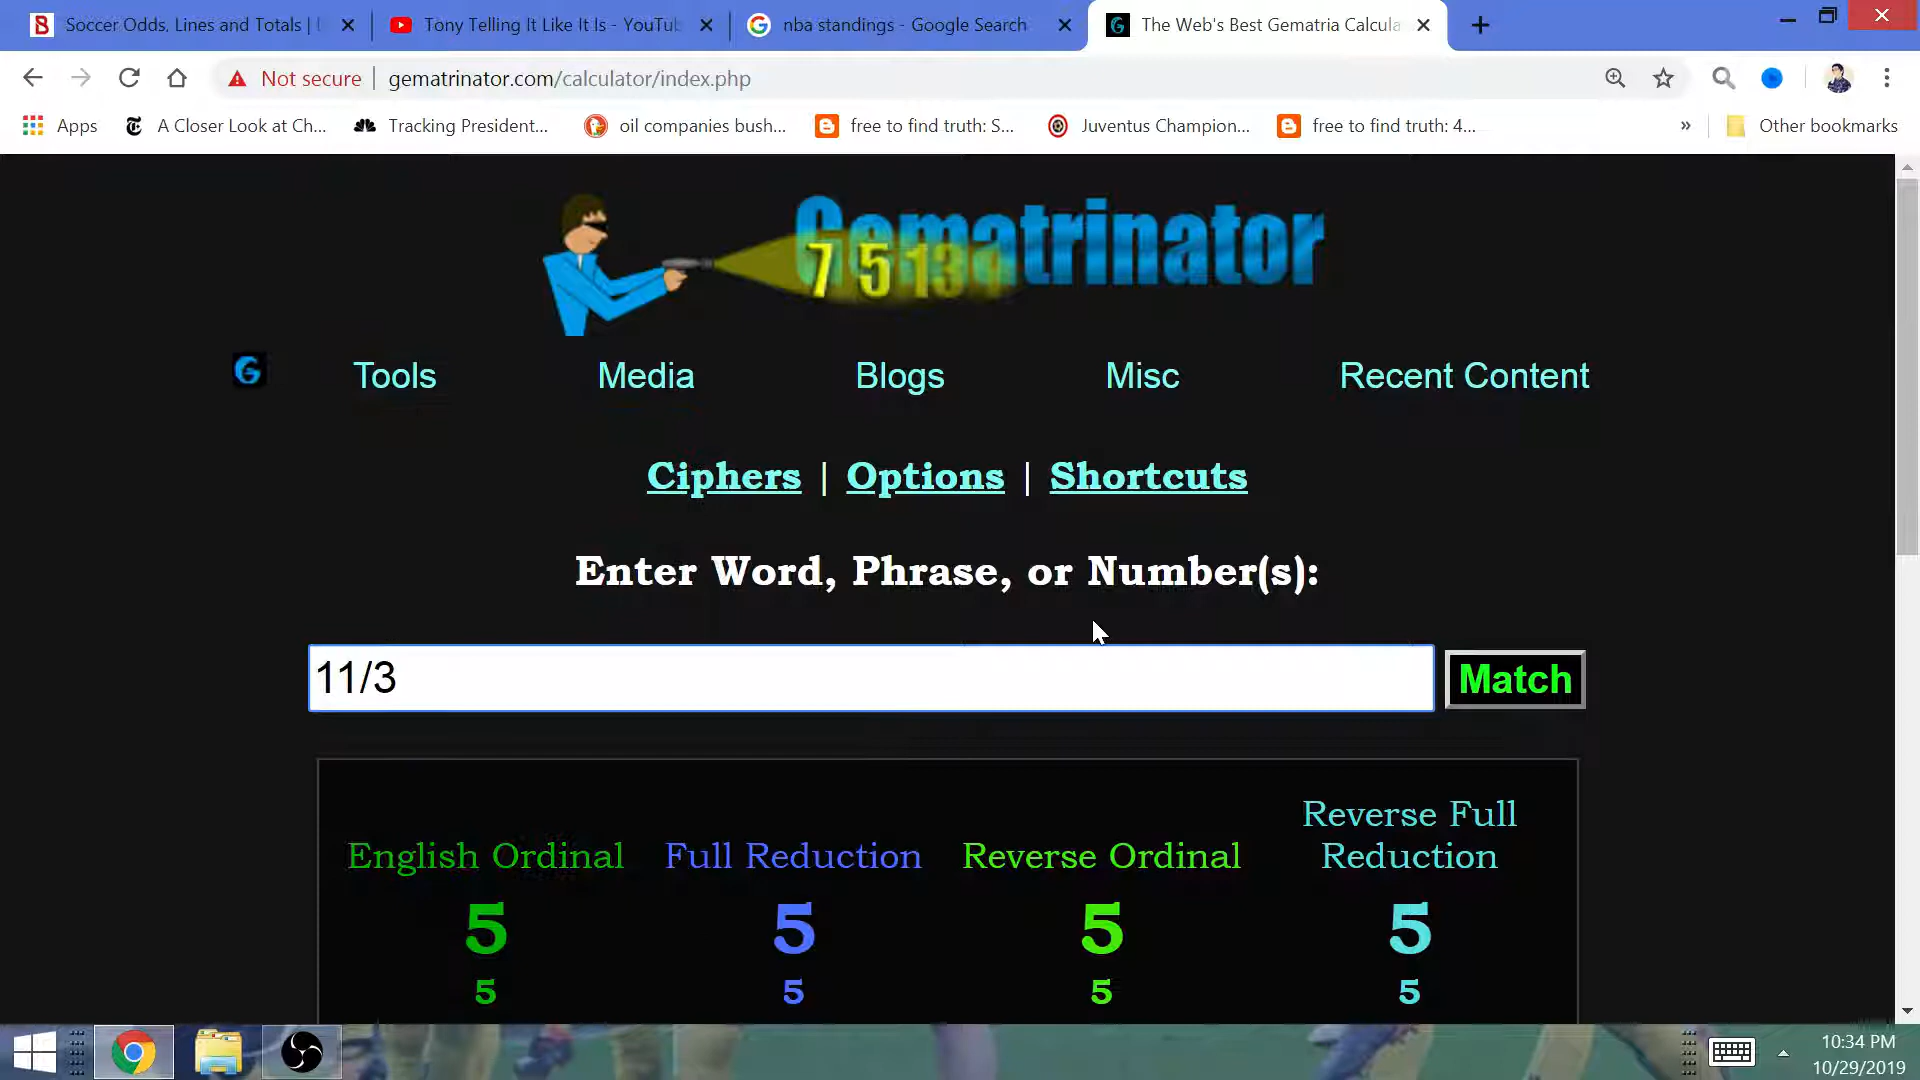 Soccer Odds, Lines and Totals |
Tony Telling It Like It Is - YouTu
nba standings - Google Search
The Web's Best Gematria Calcula
Not secure
gematrinator.com/calculator/index.php
Apps
A Closer Look at Ch...
Tracking President...
oil companies bush...
free to find truth: S...
Juventus Champion...
free to find truth: 4...
»
Other bookmarks
Gematrinator
7 5 13
Tools
Media
Blogs
Misc
Recent Content
Ciphers | Options | Shortcuts
Enter Word, Phrase, or Number(s):
11/3
Match
English Ordinal
Full Reduction
Reverse Ordinal
Reverse Full
Reduction
5 5 5 5
5 5 5 5
10:34 PM
10/29/2019